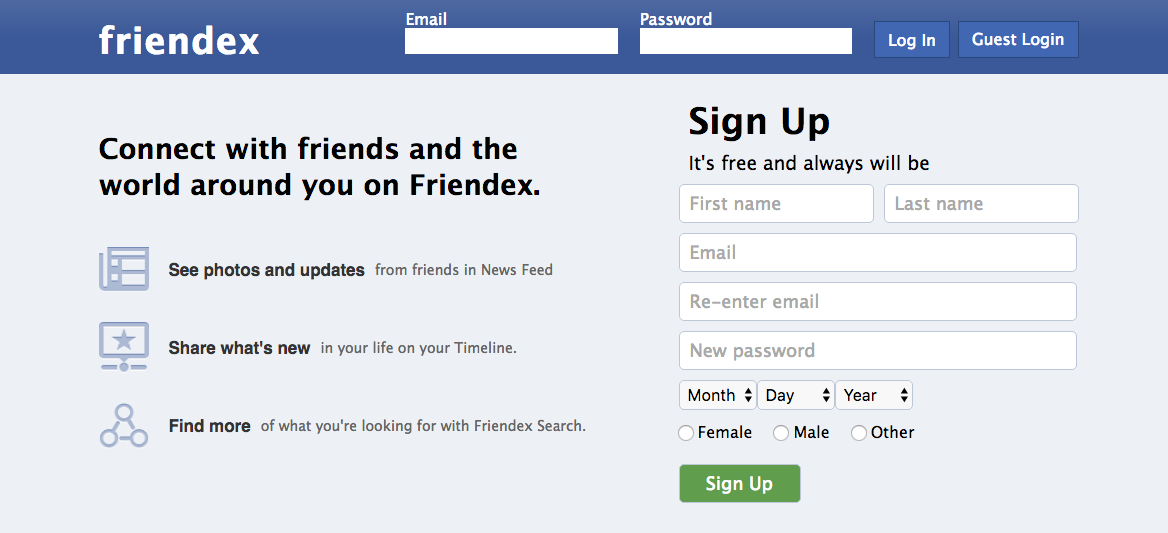 friendex
Email
Password
Log In
Guest Login
Connect with friends and the
world around you on Friendex.
See photos and updates from friends in News Feed
Share what's new in your life on your Timeline.
Find more of what you're looking for with Friendex Search.
Sign Up
It's free and always will be
First name
Last name
Email
Re-enter email
New password
Month Day Year
Female Male Other
Sign Up